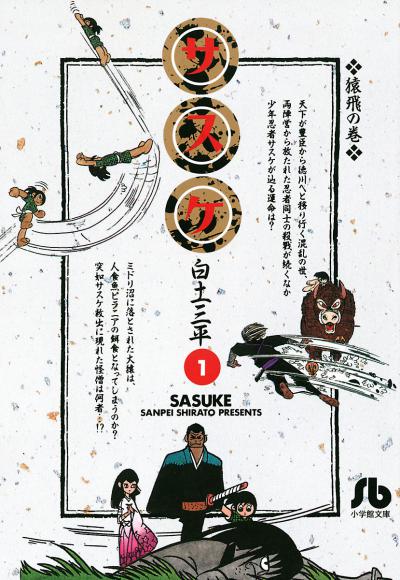 サスケ
❖猿飛の巻❖
天下が豊臣から徳川へと移り行く混乱の世、
両陣営から放たれた忍者同士の殺戦が続くなか
少年忍者サスケが辿る運命は?
白土三平
1
ミドリ沼に落とされた大猿は、
人食魚ピラニアの餌食となってしまうのか?
突如サスケ救出に現れた怪僧は何者…!?
SASUKE
SANPEI SHIRATO PRESENTS
小学館文庫